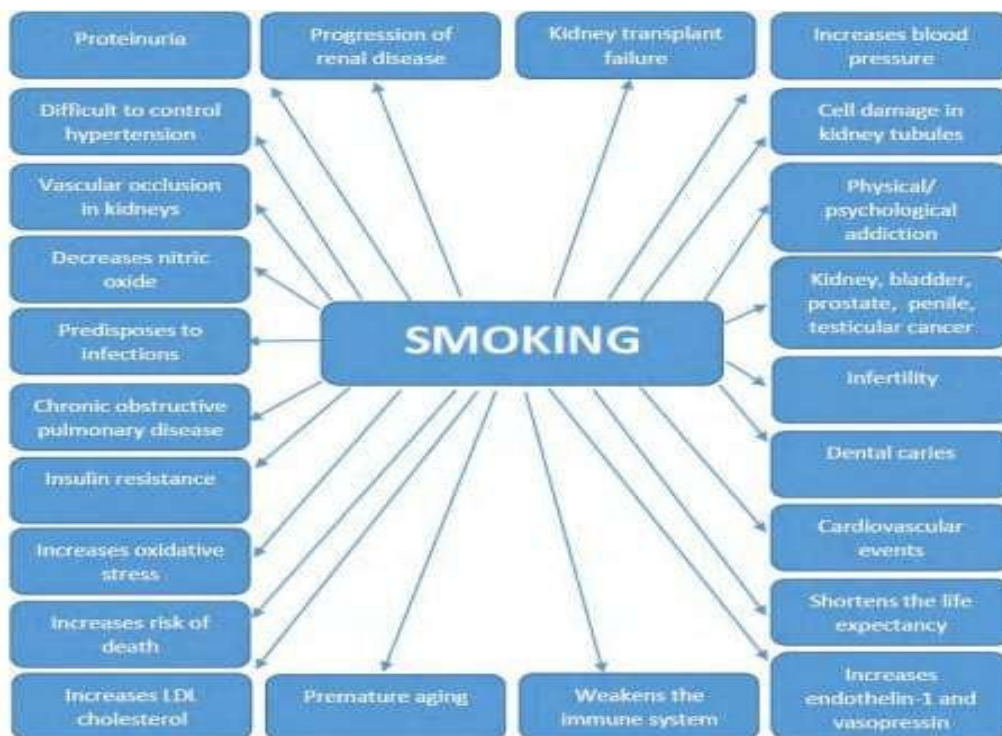 Proteinuria
Progression of
renal disease
Kidney transplant
failure
Increases blood
pressure
Difficult to control
hypertension
Cell damage in
kidney tubules
Vascular occlusion
in kidneys
Physical/
psychological
addiction
Decreases nitric
oxide
Kidney, bladder,
prostate, penile,
testicular cancer
SMOKING
Predisposes to
infections
Infertility
Chronic obstructive
pulmonary disease
Dental caries
Insulin resistance
Cardiovascular
events
Increases oxidative
stress
Shortens the life
expectancy
Increases risk of
death
Increases
endothelin-1 and
vasopressin
Increases LDL
cholesterol
Premature aging
Weakens the
immune system